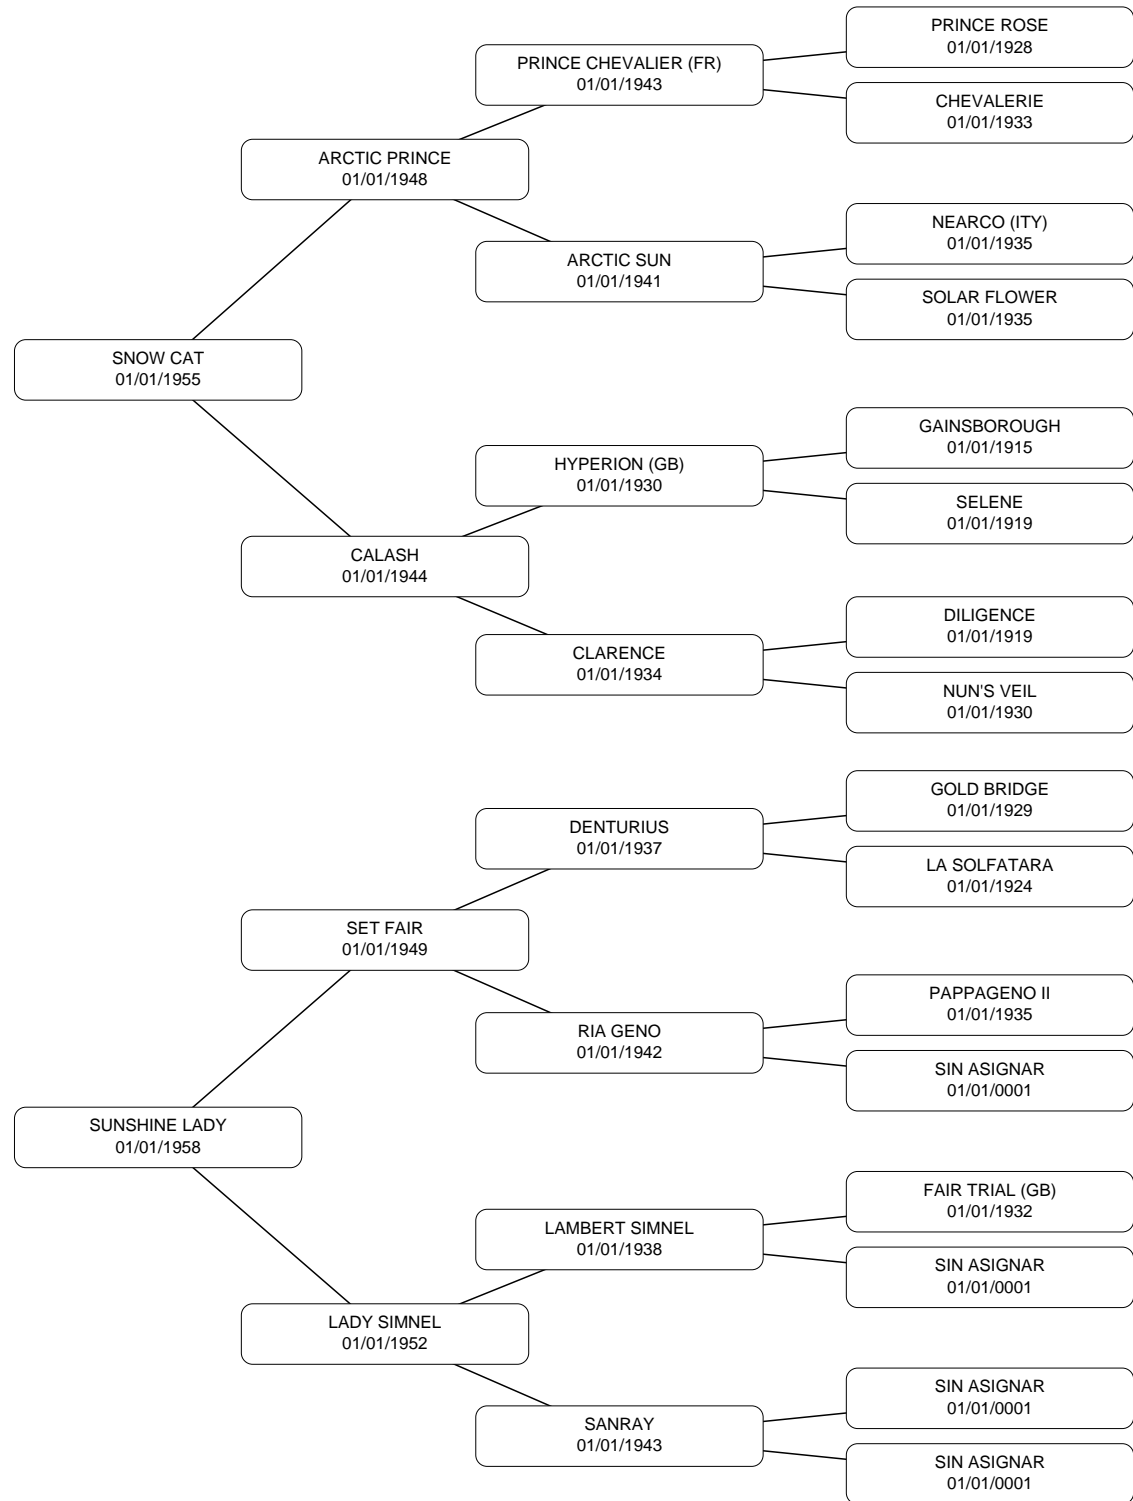 PRINCE ROSE
01/01/1928
PRINCE CHEVALIER (FR)
01/01/1943
CHEVALERIE
01/01/1933
ARCTIC PRINCE
01/01/1948
NEARCO (ITY)
01/01/1935
ARCTIC SUN
01/01/1941
SOLAR FLOWER
01/01/1935
SNOW CAT
01/01/1955
GAINSBOROUGH
01/01/1915
HYPERION (GB)
01/01/1930
SELENE
01/01/1919
CALASH
01/01/1944
DILIGENCE
01/01/1919
CLARENCE
01/01/1934
NUN'S VEIL
01/01/1930
GOLD BRIDGE
01/01/1929
DENTURIUS
01/01/1937
LA SOLFATARA
01/01/1924
SET FAIR
01/01/1949
PAPPAGENO II
01/01/1935
RIA GENO
01/01/1942
SIN ASIGNAR
01/01/0001
SUNSHINE LADY
01/01/1958
FAIR TRIAL (GB)
01/01/1932
LAMBERT SIMNEL
01/01/1938
SIN ASIGNAR
01/01/0001
LADY SIMNEL
01/01/1952
SIN ASIGNAR
01/01/0001
SANRAY
01/01/1943
SIN ASIGNAR
01/01/0001